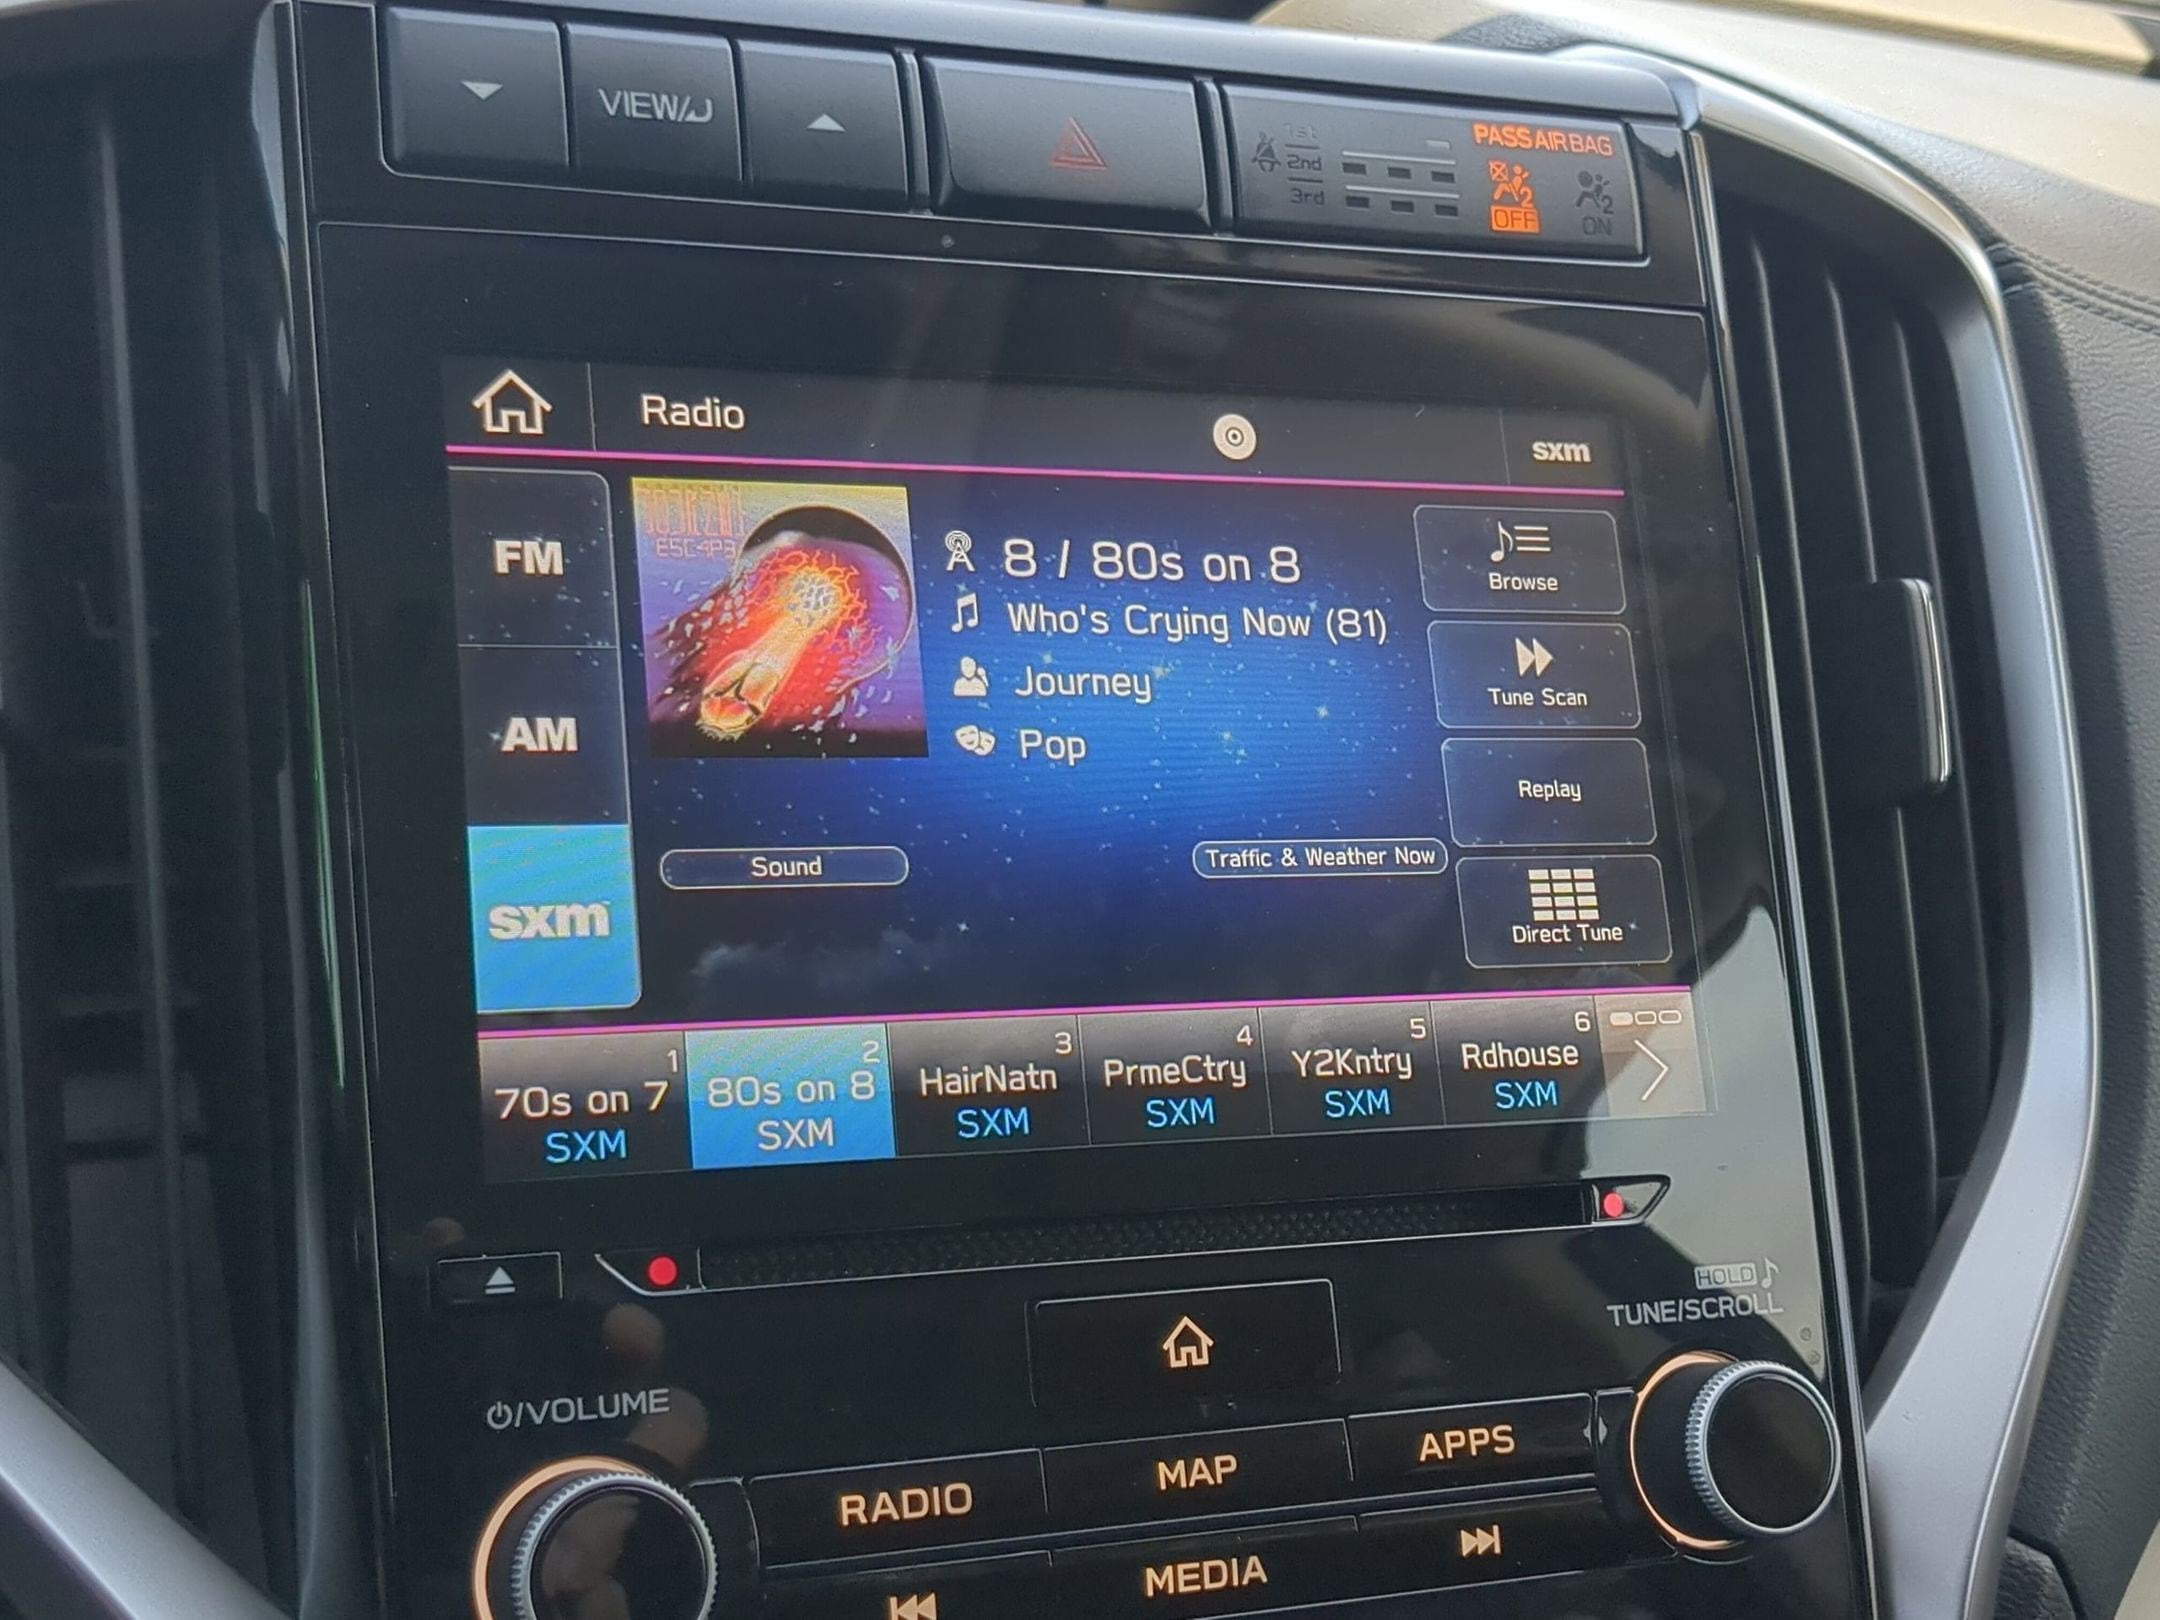 VIEW/
1st
2nd
3rd
PASS AIR BAG
2
OFF
2
ON
Radio
sxm
FM
AM
sxm
E5C4P3
8 / 80s on 8
Who's Crying Now (81)
Journey
Pop
Sound
Traffic & Weather Now
Browse
Tune Scan
Replay
Direct Tune
1
70s on 7
SXM
2
80s on 8
SXM
3
HairNatn
SXM
4
PrmeCtry
SXM
5
Y2Kntry
SXM
6
Rdhouse
SXM
HOLD
TUNE/SCROLL
/VOLUME
RADIO
MAP
APPS
MEDIA